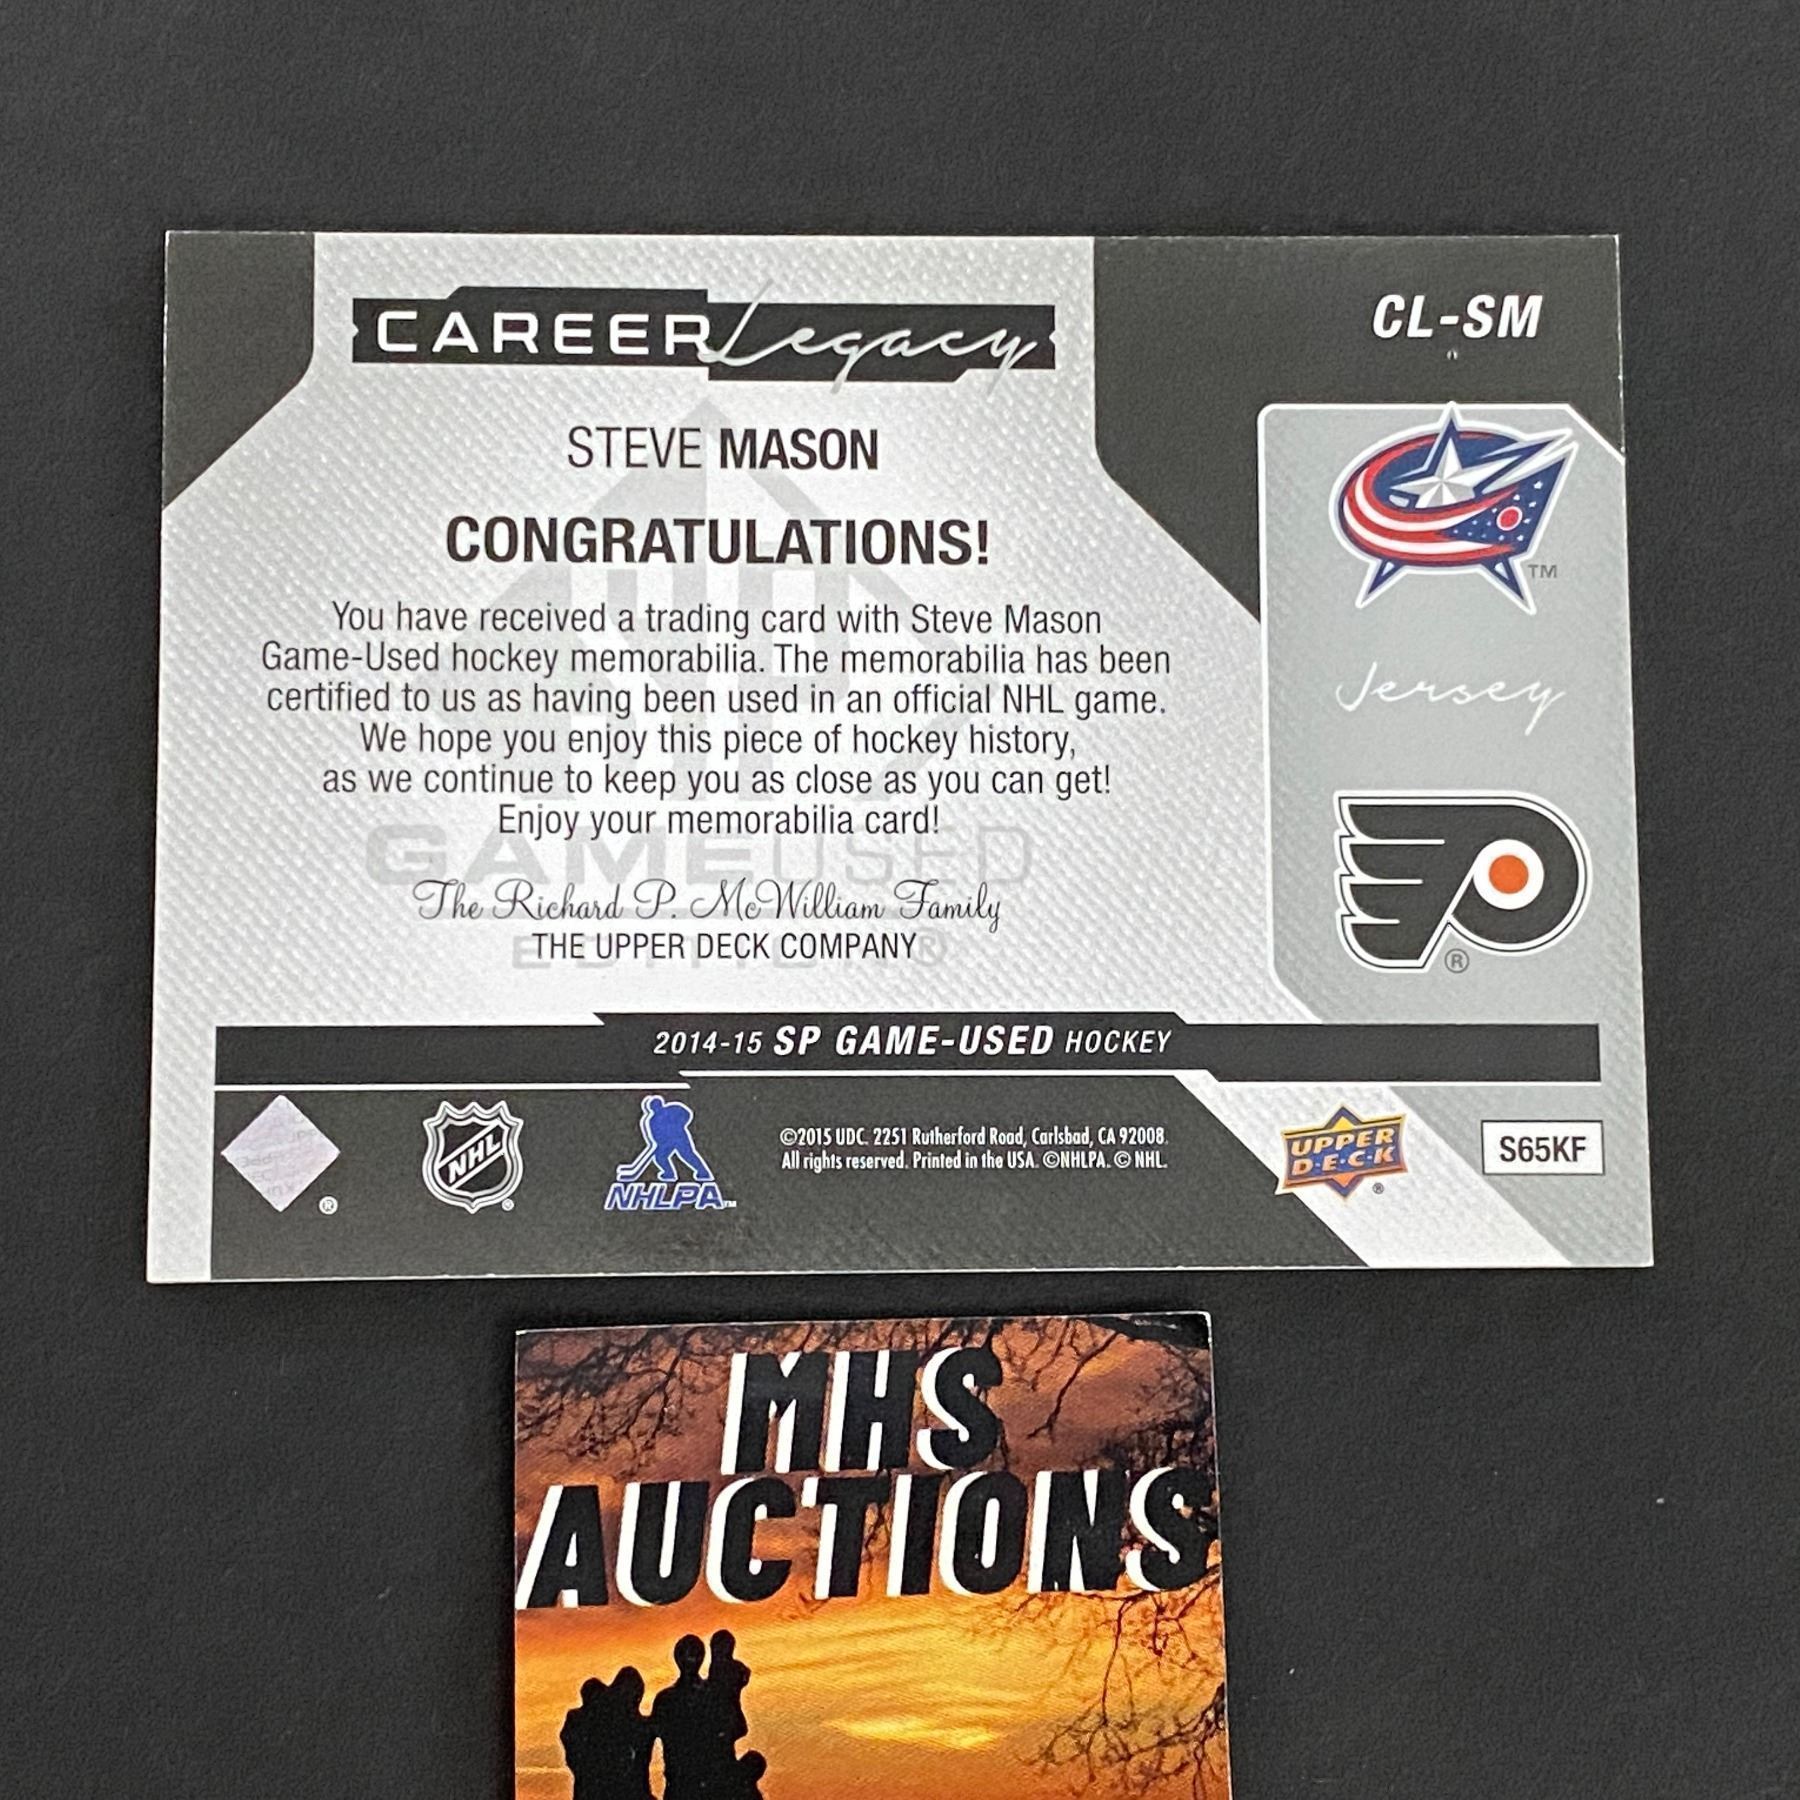 CAREER Legacy
CL-SM
STEVE MASON
CONGRATULATIONS!
You have received a trading card with Steve Mason
Game-Used hockey memorabilia. The memorabilia has been
certified to us as having been used in an official NHL game.
We hope you enjoy this piece of hockey history,
as we continue to keep you as close as you can get!
Enjoy your memorabilia card!
The Richard P. McWilliam Family
THE UPPER DECK COMPANY
GAMEUSED
EDITION®
TM
Jersey
®
2014-15 SP GAME-USED HOCKEY
®
NHL
®
NHLPA™
©2015 UDC. 2251 Rutherford Road, Carlsbad, CA 92008.
All rights reserved. Printed in the USA. ©NHLPA. © NHL.
UPPER
D·E·C·K
®
S65KF
MHS
AUCTIONS